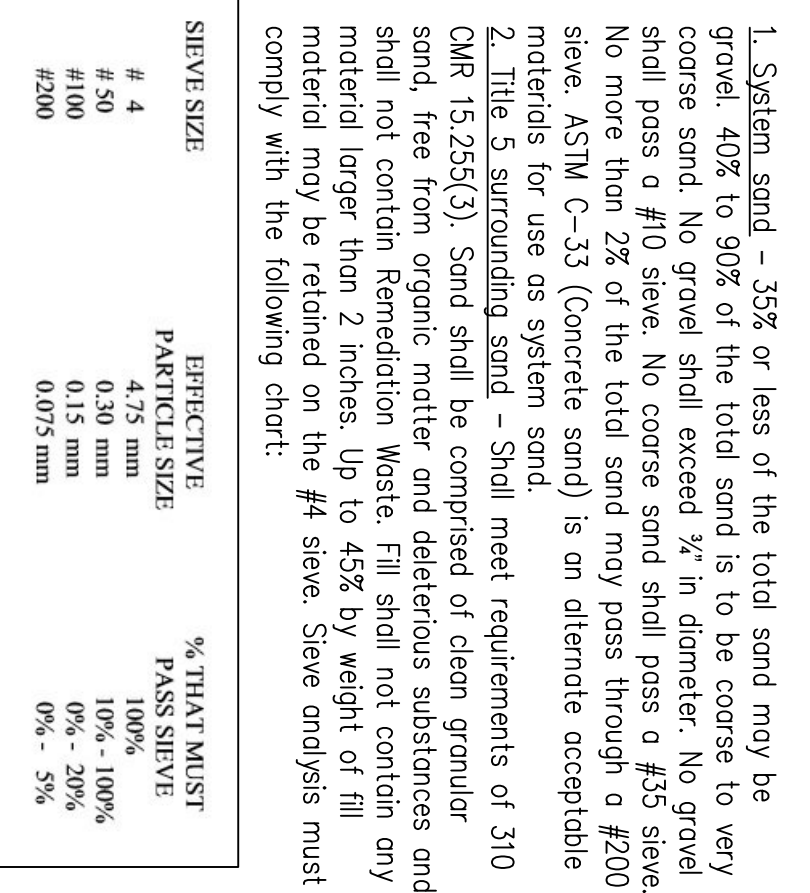 1. System sand – 35% or less of the total sand may be
gravel. 40% to 90% of the total sand is to be coarse to very
coarse sand. No gravel shall exceed ¾" in diameter. No gravel
shall pass a #10 sieve. No coarse sand shall pass a #35 sieve.
No more than 2% of the total sand may pass through a #200
sieve. ASTM C–33 (Concrete sand) is an alternate acceptable
materials for use as system sand.
2. Title 5 surrounding sand – Shall meet requirements of 310
CMR 15.255(3). Sand shall be comprised of clean granular
sand, free from organic matter and deleterious substances and
shall not contain Remediation Waste. Fill shall not contain any
material larger than 2 inches. Up to 45% by weight of fill
material may be retained on the #4 sieve. Sieve analysis must
comply with the following chart:
SIEVE SIZE EFFECTIVE PARTICLE SIZE % THAT MUST PASS SIEVE
# 4 4.75 mm 100%
# 50 0.30 mm 10% - 100%
#100 0.15 mm 0% - 20%
#200 0.075 mm 0% - 5%